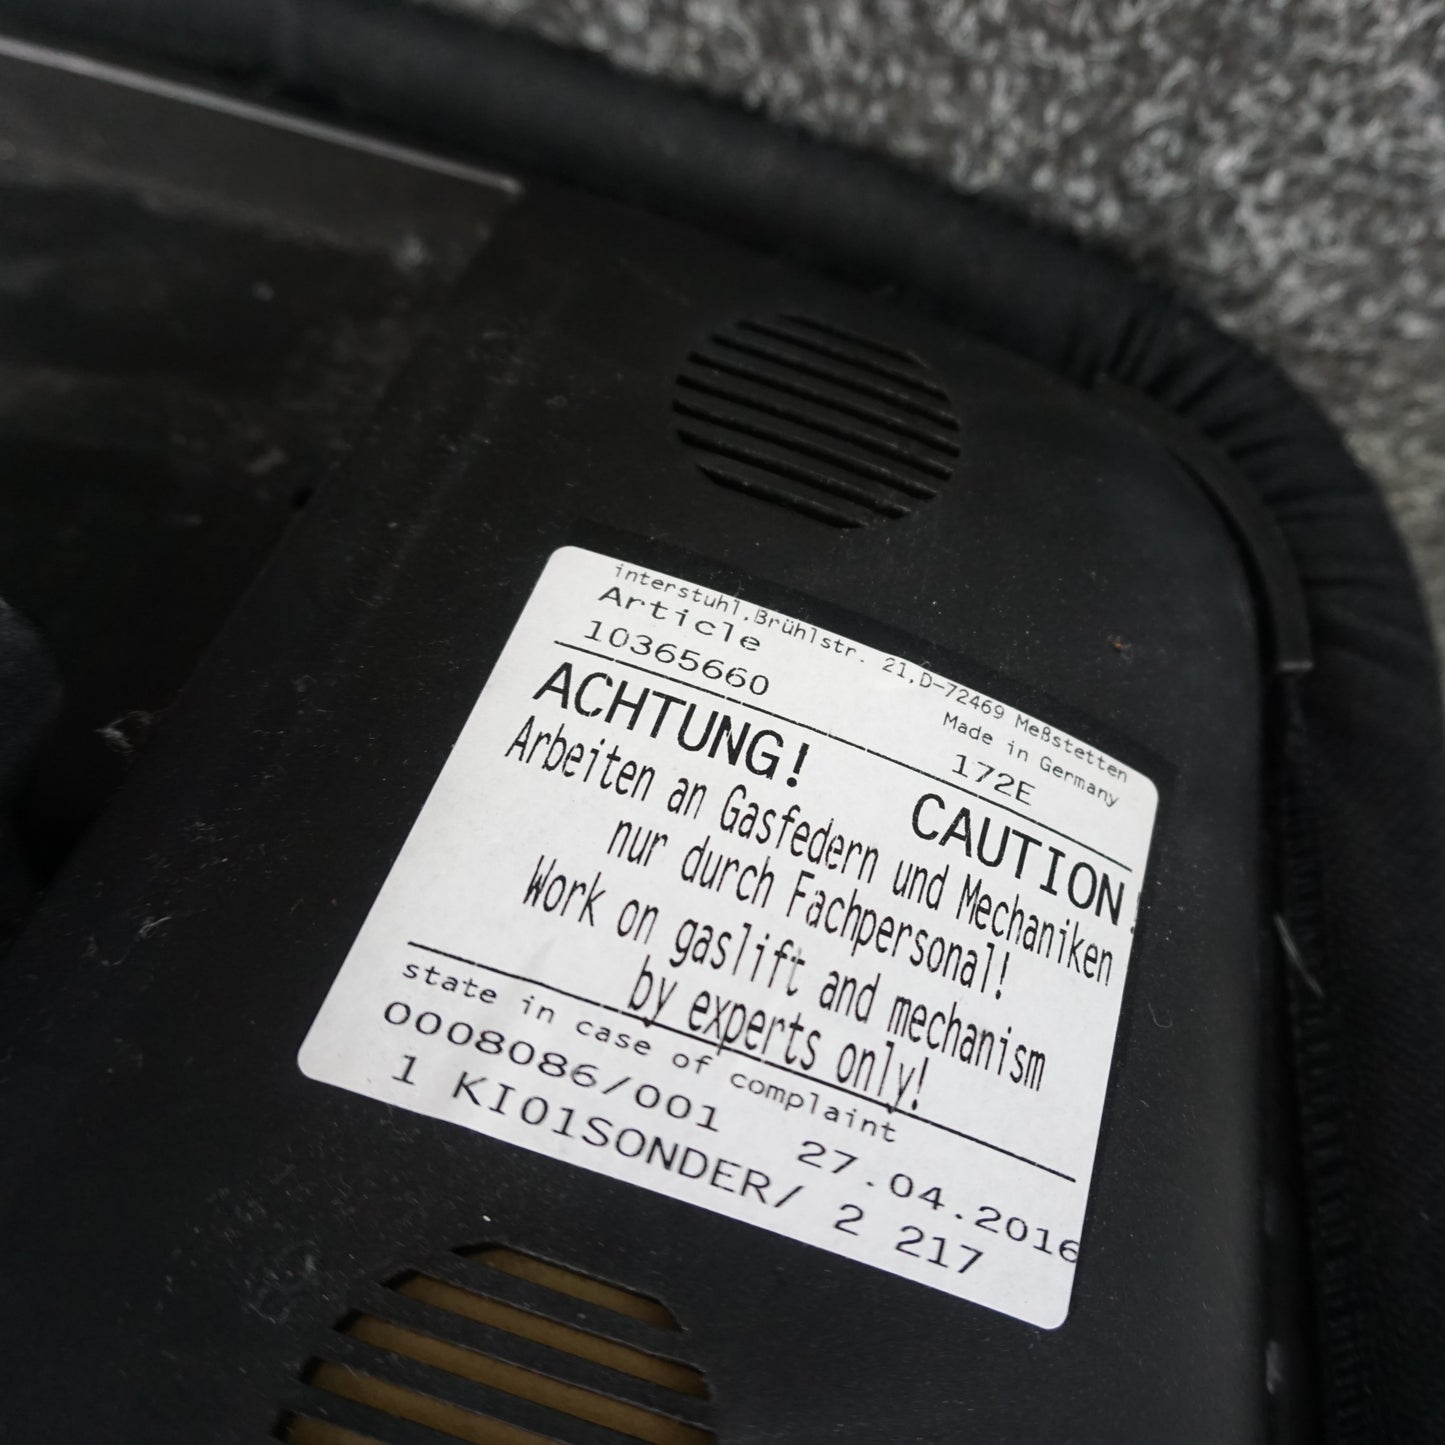 interstuhl,Brühlstr. 21,D-72469 Meßstetten
Article
Made in Germany
10365660 172E
ACHTUNG! CAUTION!
Arbeiten an Gasfedern und Mechaniken
nur durch Fachpersonal!
Work on gaslift and mechanism
by experts only!
state in case of complaint
0008086/001 27.04.2016
1 KI01SONDER/ 2 217